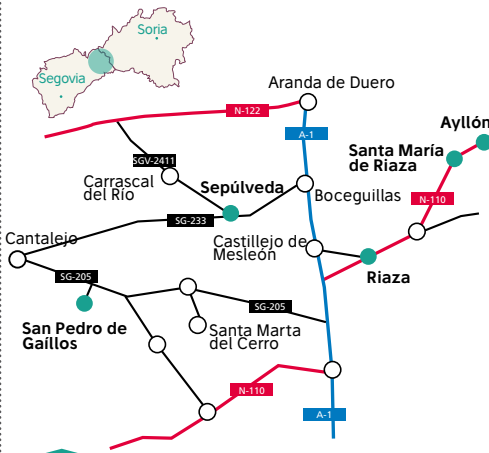 Soria
Segovia
Aranda de Duero
N-122
A-1
Ayllón
Santa María
de Riaza
SGV-2411
Carrascal
del Río
Sepúlveda
Boceguillas
N-110
SG-233
Cantalejo
Castillejo de
Mesleón
Riaza
SG-205
SG-205
San Pedro de
Gaíllos
Santa Marta
del Cerro
N-110
A-1